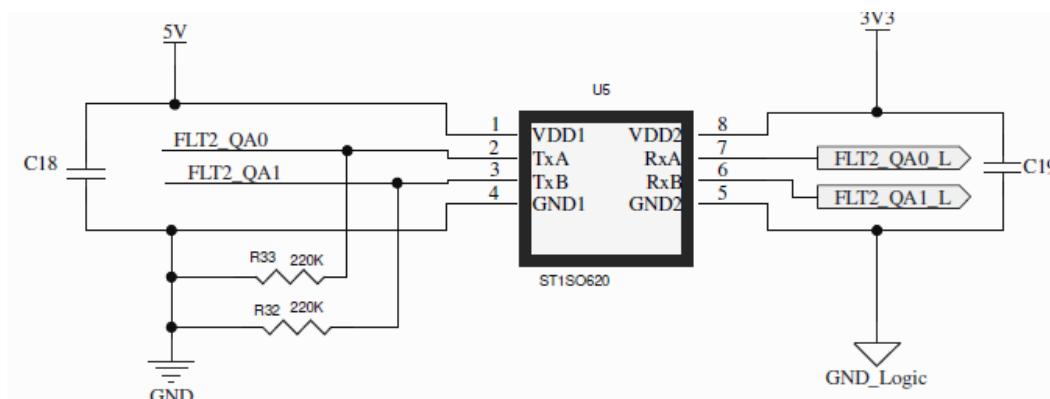 5V
3V3
U5
C18
FLT2_QA0
FLT2_QA1
1
2
3
4
VDD1
TxA
TxB
GND1
VDD2
RxA
RxB
GND2
8
7
6
5
FLT2_QA0_L
FLT2_QA1_L
C19
R33 220K
R32 220K
ST1SO620
GND
GND_Logic